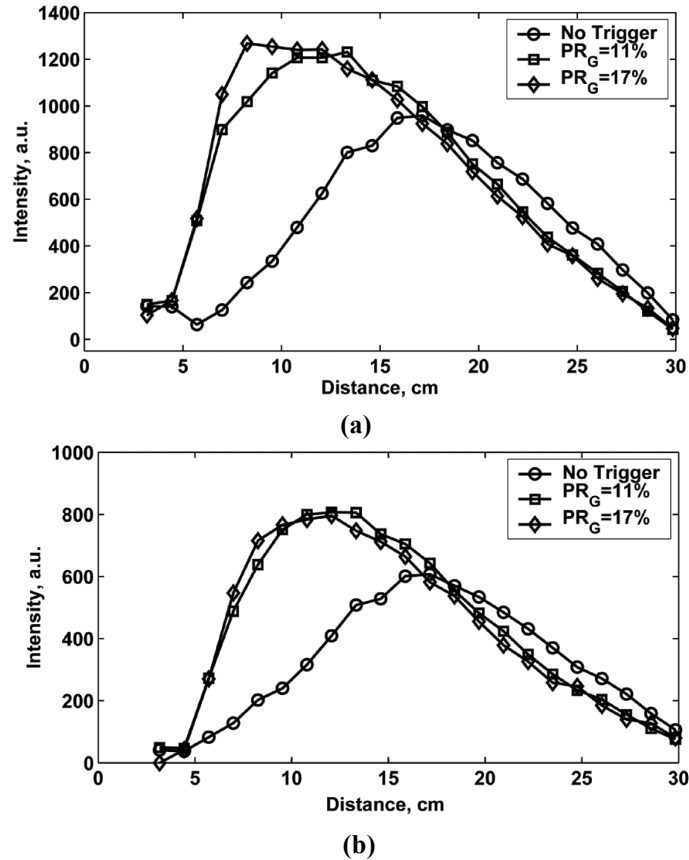 1400
1200
1000
800
600
400
200
0
Intensity, a.u.
No Trigger
PR_G=11%
PR_G=17%
0 5 10 15 20 25 30
Distance, cm
(a)
1000
800
600
400
200
0
Intensity, a.u.
No Trigger
PR_G=11%
PR_G=17%
0 5 10 15 20 25 30
Distance, cm
(b)